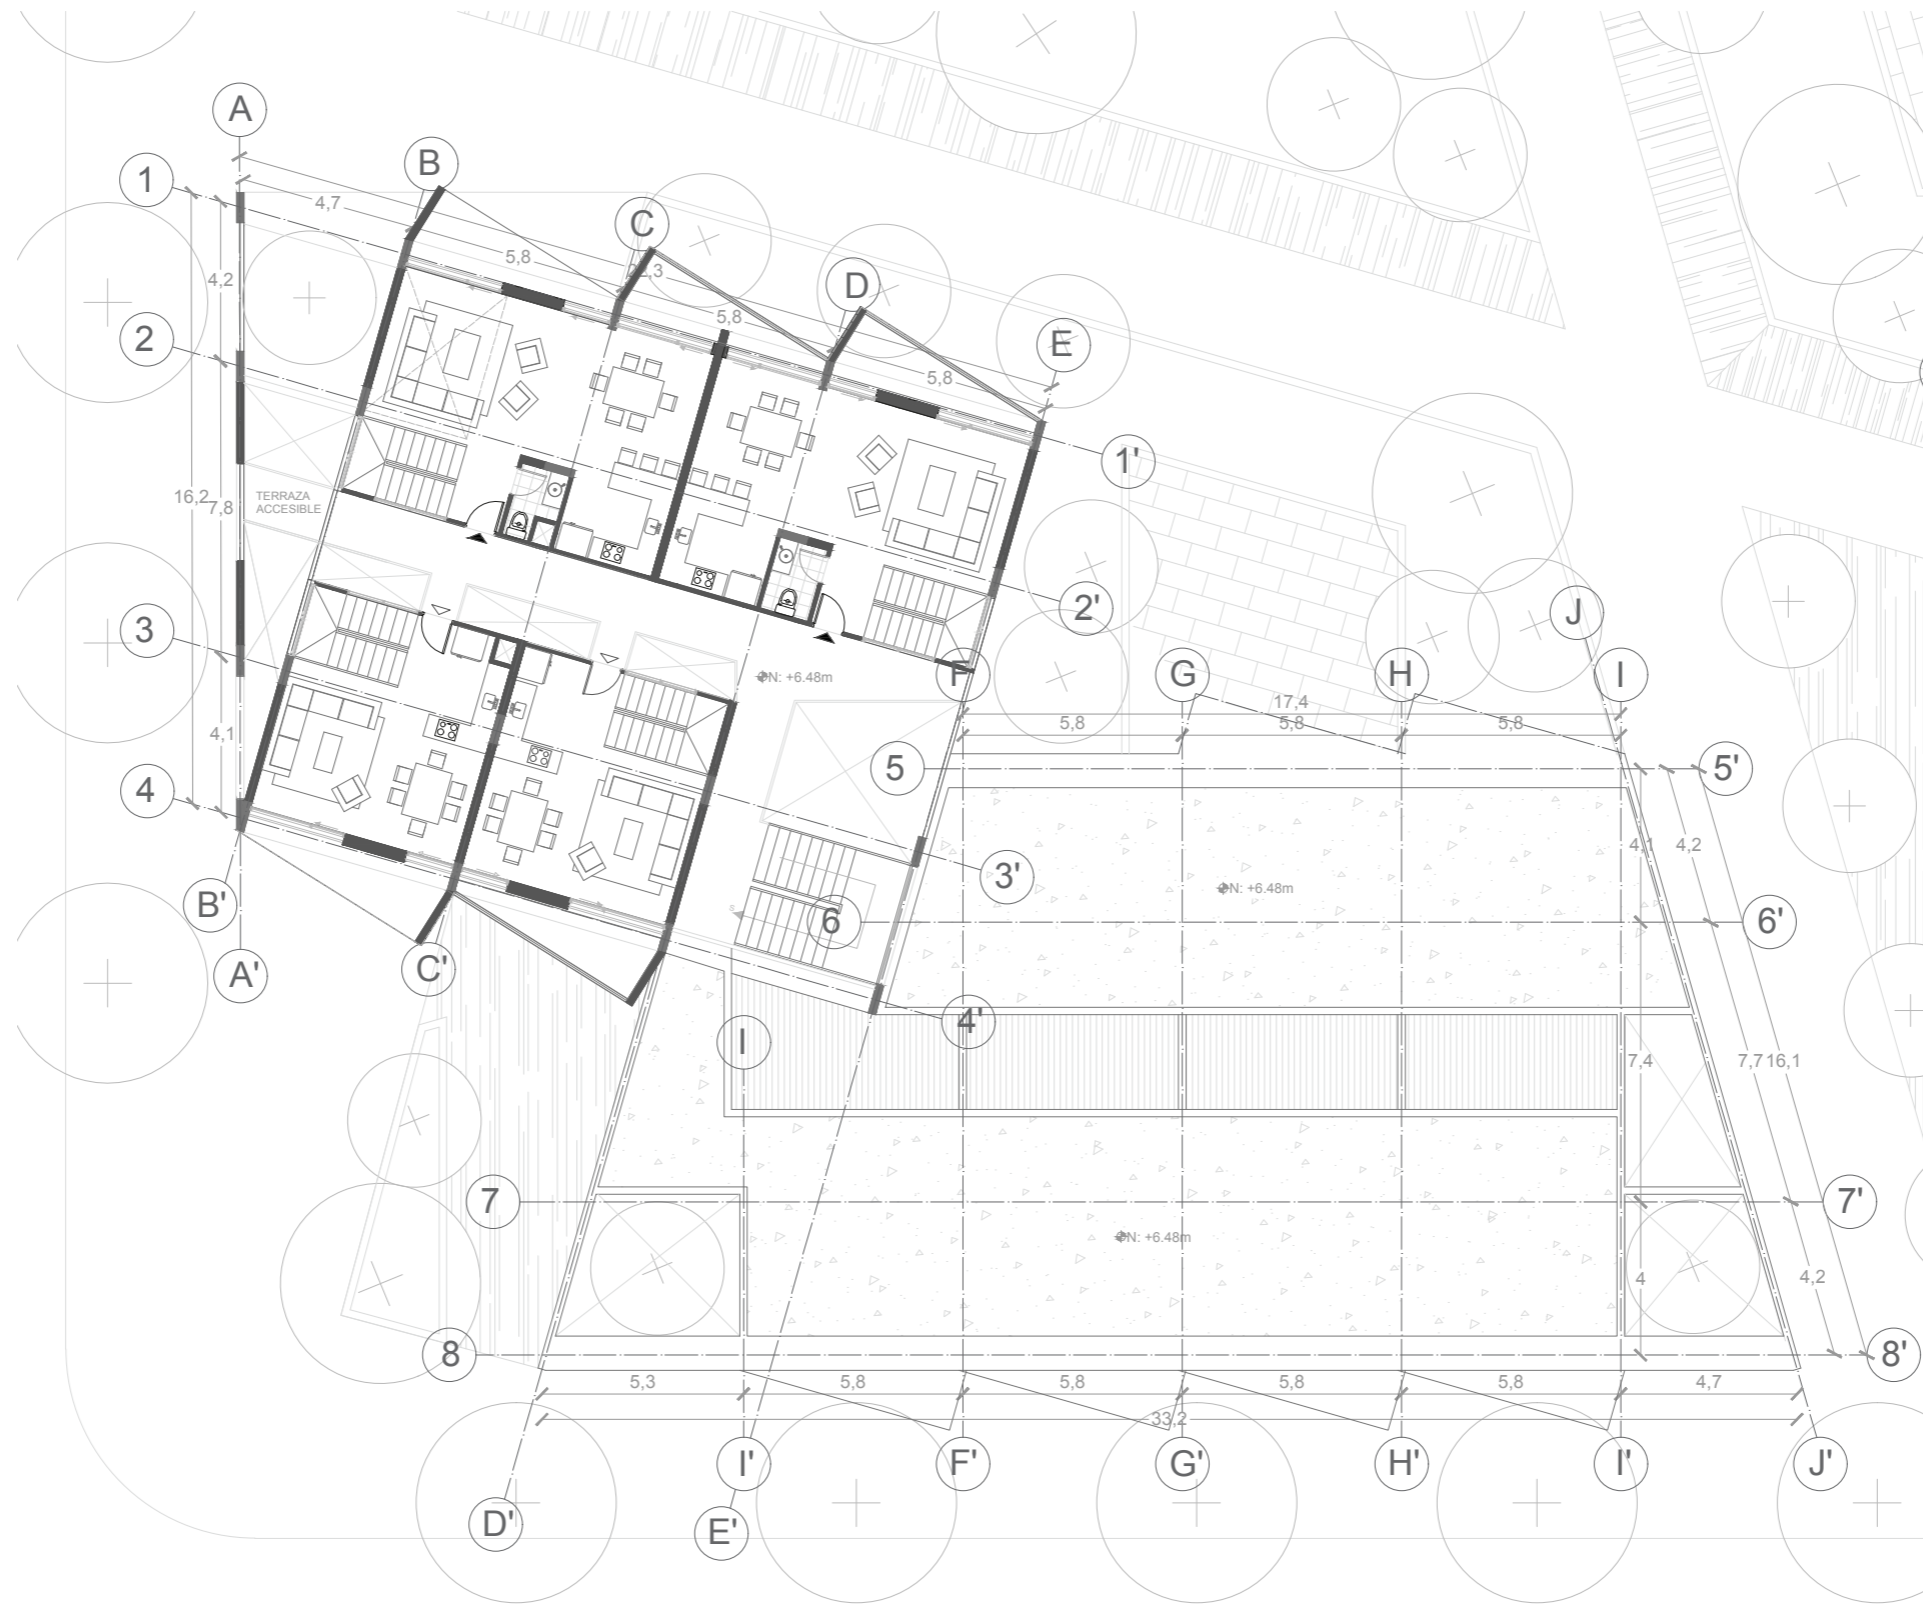 A
B
1
4,7
C
5,8
22,3
4,2
D
5,8
E
2
5,8
1'
TERRAZA
ACCESIBLE
16,2
7,8
2'
J
3
N: +6.48m
F
G
H
I
17,4
5,8
5,8
5,8
4,1
5
5'
4
4,1
4,2
3'
N: +6.48m
B'
S
6
6'
C'
A'
4'
I
7,4
7,7
16,1
7
7'
N: +6.48m
4
4,2
8
8'
5,3
5,8
5,8
5,8
5,8
4,7
33,2
I'
F'
G'
H'
I'
J'
D'
E'